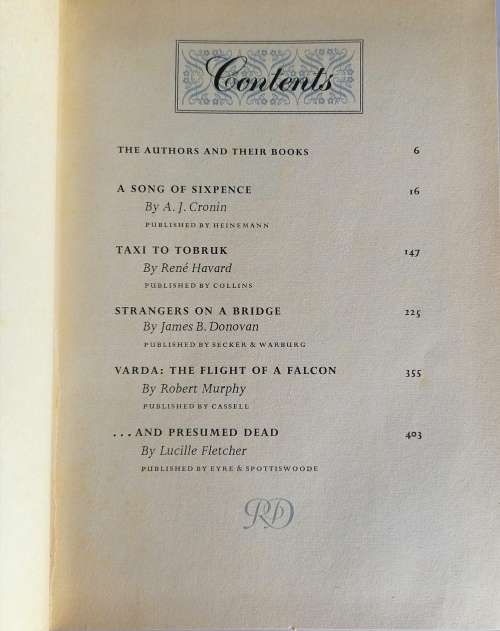 Contents
THE AUTHORS AND THEIR BOOKS 6
A SONG OF SIXPENCE 16
By A. J. Cronin
PUBLISHED BY HEINEMANN
TAXI TO TOBRUK 147
By René Havard
PUBLISHED BY COLLINS
STRANGERS ON A BRIDGE 225
By James B. Donovan
PUBLISHED BY SECKER & WARBURG
VARDA: THE FLIGHT OF A FALCON 355
By Robert Murphy
PUBLISHED BY CASSELL
...AND PRESUMED DEAD 403
By Lucille Fletcher
PUBLISHED BY EYRE & SPOTTISWOODE
RD